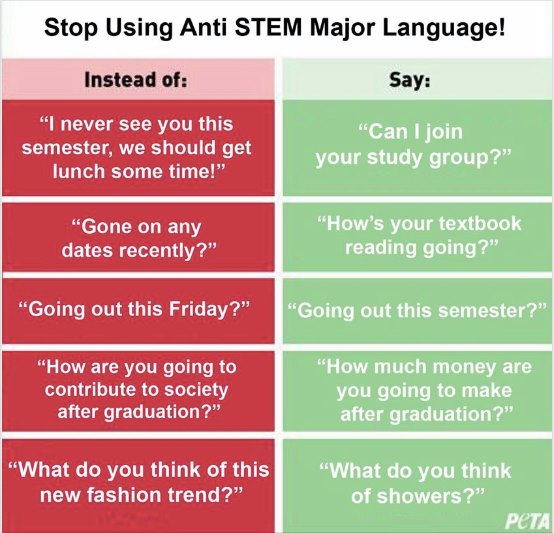 Stop Using Anti STEM Major Language!
Instead of:
Say:
“I never see you this
semester, we should get
lunch some time!”
“Can I join
your study group?”
“Gone on any
dates recently?”
“How’s your textbook
reading going?”
“Going out this Friday?”
“Going out this semester?”
“How are you going to
contribute to society
after graduation?”
“How much money are
you going to make
after graduation?”
“What do you think of this
new fashion trend?”
“What do you think
of showers?”
PeTA